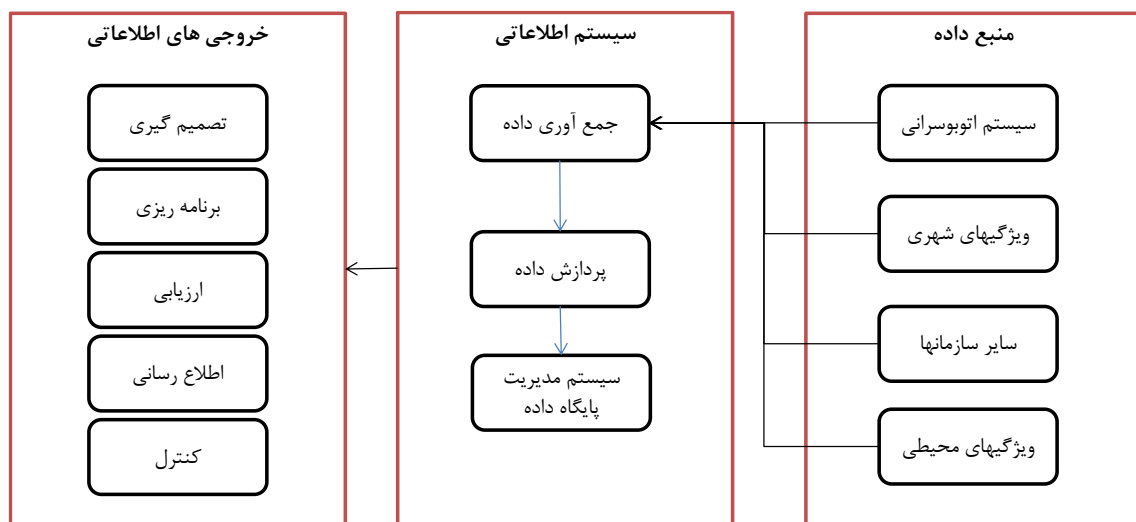 منبع داده
سیستم اتوبوسرانی
ویژگیهای شهری
سایر سازمانها
ویژگیهای محیطی
سیستم اطلاعاتی
جمع آوری داده
پردازش داده
سیستم مدیریت
پایگاه داده
خروجی های اطلاعاتی
تصمیم گیری
برنامه ریزی
ارزیابی
اطلاع رسانی
کنترل